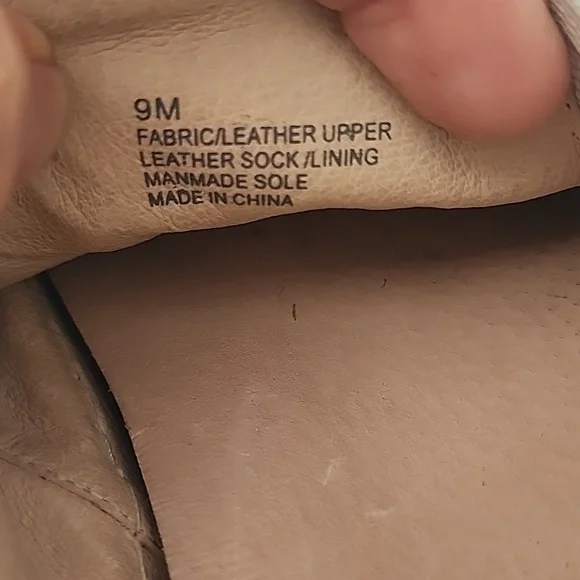 9M
FABRIC/LEATHER UPPER
LEATHER SOCK /LINING
MANMADE SOLE
MADE IN CHINA